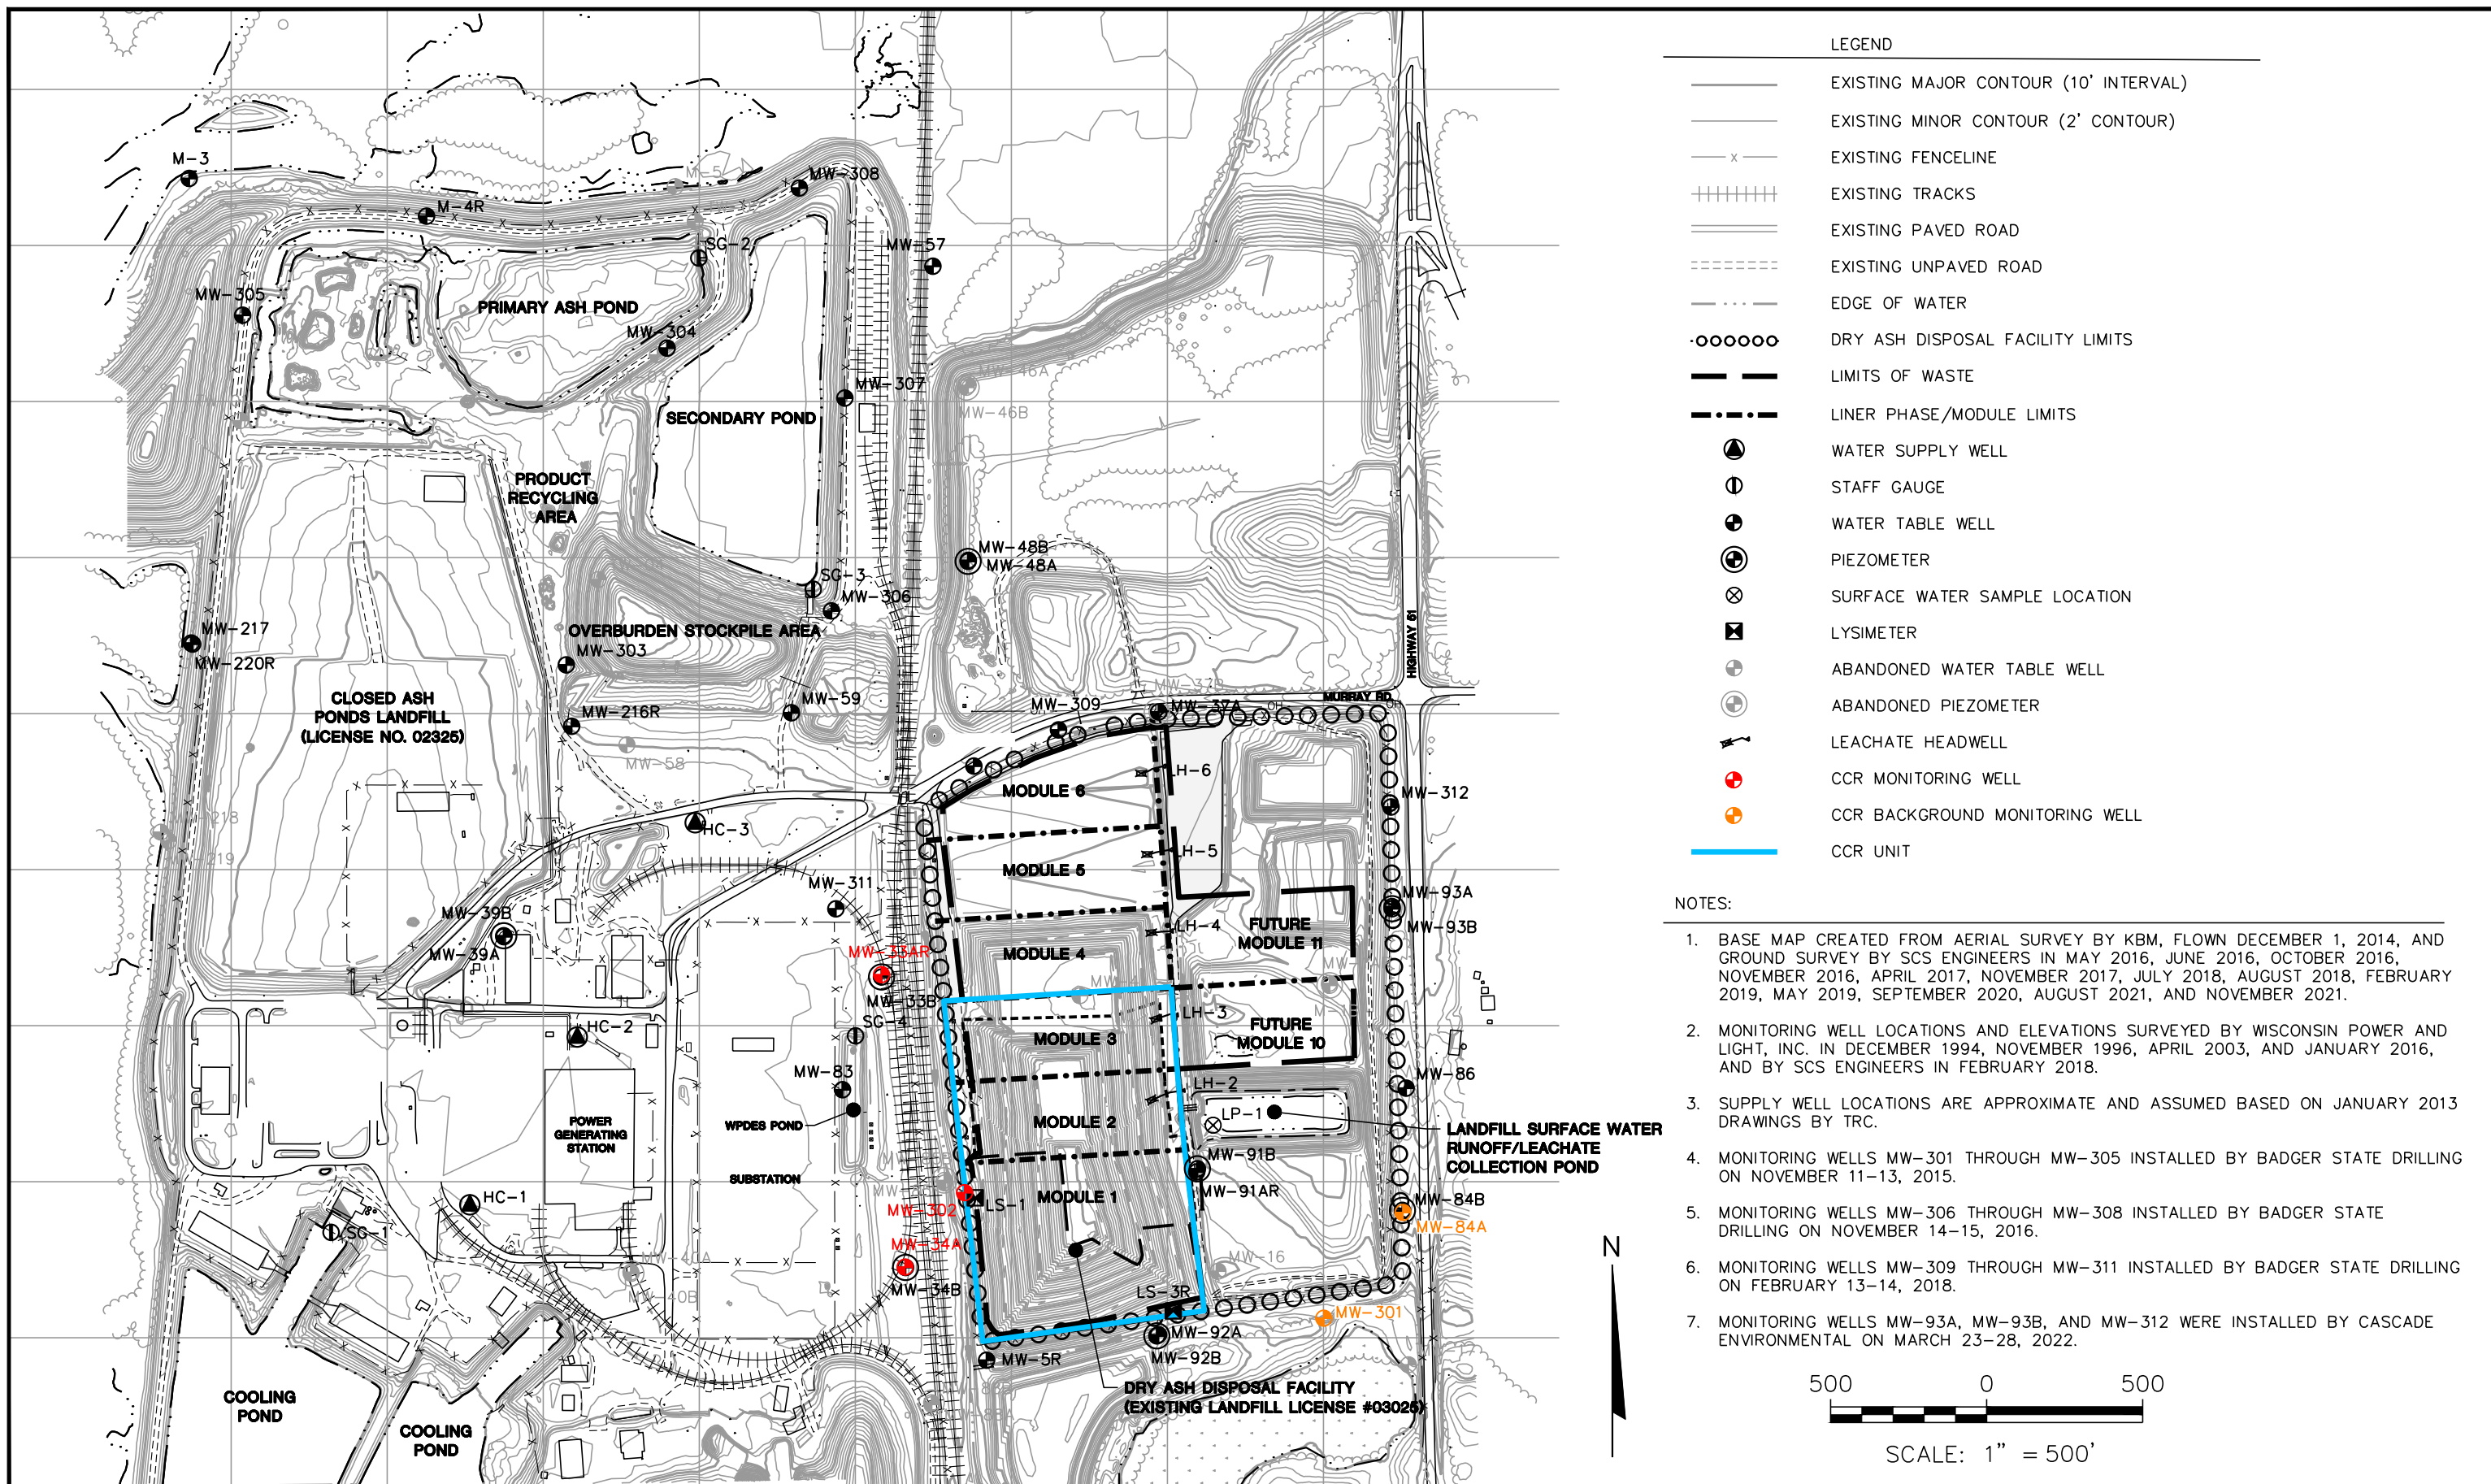 M-3
M-4R
M-5
MW-308
SG-2
MW-57
MW-305
PRIMARY ASH POND
MW-304
MW-307
MW-46A
MW-46B
SECONDARY POND
PRODUCT
RECYCLING
AREA
MW-48B
MW-48A
SG-3
MW-306
MW-217
MW-220R
OVERBURDEN STOCKPILE AREA
MW-303
HIGHWAY 61
CLOSED ASH
PONDS LANDFILL
(LICENSE NO. 02325)
MW-216R
MW-59
MW-58
MW-309
MW-37B
MW-37A
MURRAY RD.
OH
OH
MODULE 6
LH-6
MW-312
HC-3
MODULE 5
LH-5
MW-311
MW-39B
MW-39A
MW-33AR
MW-33B
MODULE 4
LH-4
FUTURE
MODULE 11
MW-93A
MW-93B
HC-2
SG-4
MODULE 3
LH-3
FUTURE
MODULE 10
MW-83
MW-86
POWER
GENERATING
STATION
WPDES POND
MODULE 2
LH-2
LP-1
LANDFILL SURFACE WATER
RUNOFF/LEACHATE
COLLECTION POND
SUBSTATION
MODULE 1
MW-91B
MW-91AR
HC-1
SG-1
MW-302
LS-1
MW-34A
MW-34B
MW-84B
MW-84A
MW-40A
MW-40B
MW-16
LS-3R
MW-301
MW-92A
MW-92B
MW-5R
DRY ASH DISPOSAL FACILITY
(EXISTING LANDFILL LICENSE #03025)
COOLING
POND
COOLING
POND
N
LEGEND
EXISTING MAJOR CONTOUR (10' INTERVAL)
EXISTING MINOR CONTOUR (2' CONTOUR)
EXISTING FENCELINE
EXISTING TRACKS
EXISTING PAVED ROAD
EXISTING UNPAVED ROAD
EDGE OF WATER
DRY ASH DISPOSAL FACILITY LIMITS
LIMITS OF WASTE
LINER PHASE/MODULE LIMITS
WATER SUPPLY WELL
STAFF GAUGE
WATER TABLE WELL
PIEZOMETER
SURFACE WATER SAMPLE LOCATION
LYSIMETER
ABANDONED WATER TABLE WELL
ABANDONED PIEZOMETER
LEACHATE HEADWELL
CCR MONITORING WELL
CCR BACKGROUND MONITORING WELL
CCR UNIT
NOTES:
1. BASE MAP CREATED FROM AERIAL SURVEY BY KBM, FLOWN DECEMBER 1, 2014, AND
GROUND SURVEY BY SCS ENGINEERS IN MAY 2016, JUNE 2016, OCTOBER 2016,
NOVEMBER 2016, APRIL 2017, NOVEMBER 2017, JULY 2018, AUGUST 2018, FEBRUARY
2019, MAY 2019, SEPTEMBER 2020, AUGUST 2021, AND NOVEMBER 2021.
2. MONITORING WELL LOCATIONS AND ELEVATIONS SURVEYED BY WISCONSIN POWER AND
LIGHT, INC. IN DECEMBER 1994, NOVEMBER 1996, APRIL 2003, AND JANUARY 2016,
AND BY SCS ENGINEERS IN FEBRUARY 2018.
3. SUPPLY WELL LOCATIONS ARE APPROXIMATE AND ASSUMED BASED ON JANUARY 2013
DRAWINGS BY TRC.
4. MONITORING WELLS MW-301 THROUGH MW-305 INSTALLED BY BADGER STATE DRILLING
ON NOVEMBER 11-13, 2015.
5. MONITORING WELLS MW-306 THROUGH MW-308 INSTALLED BY BADGER STATE
DRILLING ON NOVEMBER 14-15, 2016.
6. MONITORING WELLS MW-309 THROUGH MW-311 INSTALLED BY BADGER STATE DRILLING
ON FEBRUARY 13-14, 2018.
7. MONITORING WELLS MW-93A, MW-93B, AND MW-312 WERE INSTALLED BY CASCADE
ENVIRONMENTAL ON MARCH 23-28, 2022.
500 0 500
SCALE: 1" = 500'